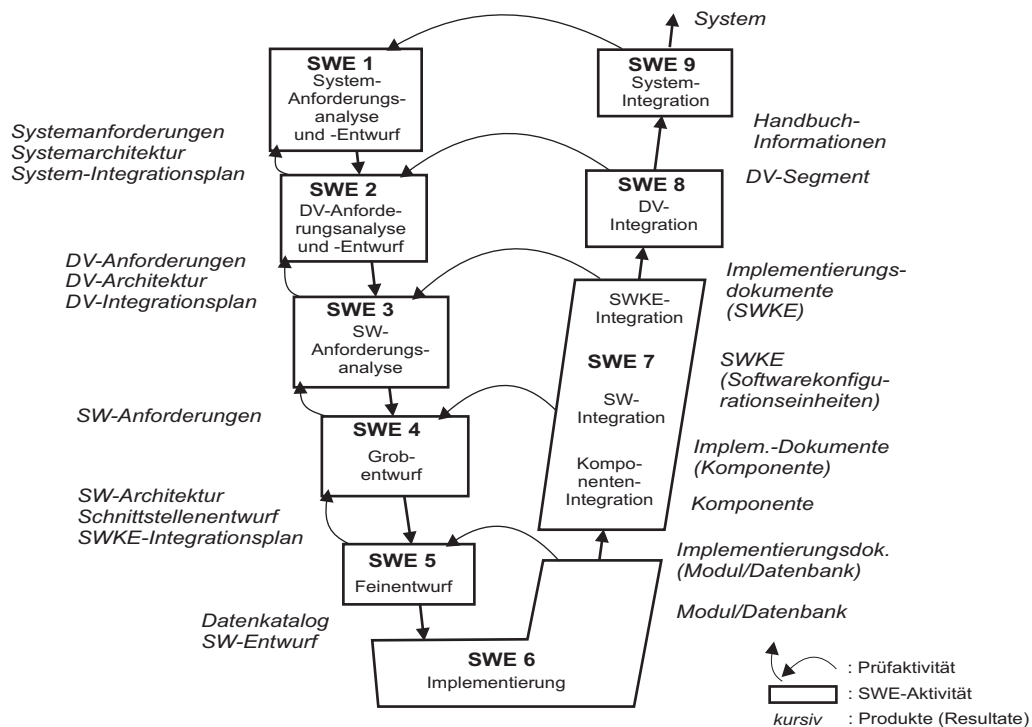 System
SWE 1
System-
Anforderungs-
analyse
und -Entwurf
SWE 9
System-
Integration
Systemanforderungen
Systemarchitektur
System-Integrationsplan
Handbuch-
Informationen
SWE 2
DV-Anforde-
rungsanalyse
und -Entwurf
SWE 8
DV-
Integration
DV-Segment
DV-Anforderungen
DV-Architektur
DV-Integrationsplan
Implementierungs-
dokumente
(SWKE)
SWE 3
SW-
Anforderungs-
analyse
SWKE-
Integration
SWE 7
SW-
Integration
Kompo-
nenten-
Integration
SWKE
(Softwarekonfigu-
rationseinheiten)
SW-Anforderungen
SWE 4
Grob-
entwurf
Implem.-Dokumente
(Komponente)
Komponente
SW-Architektur
Schnittstellenentwurf
SWKE-Integrationsplan
SWE 5
Feinentwurf
Implementierungsdok.
(Modul/Datenbank)
Modul/Datenbank
Datenkatalog
SW-Entwurf
SWE 6
Implementierung
: Prüfaktivität
: SWE-Aktivität
kursiv : Produkte (Resultate)